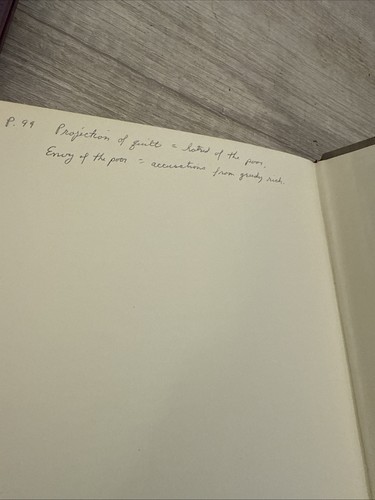 P. 99 Projection of guilt = hatred of the poor.
Envy of the poor = accusations from greedy rich.